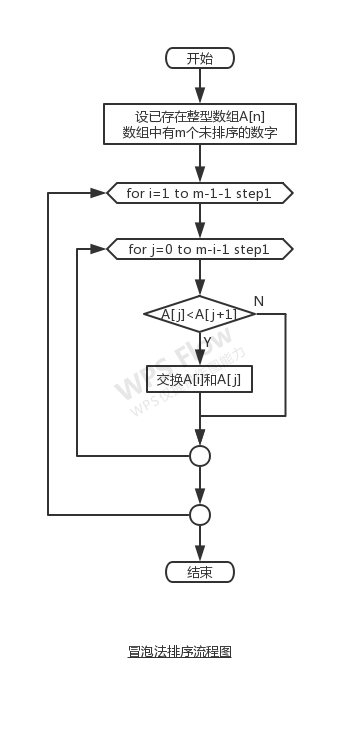 开始
设已存在整型数组A[n]
数组中有m个未排序的数字
for i=1 to m-1-1 step1
for j=0 to m-i-1 step1
A[j]<A[j+1]
N
Y
交换A[i]和A[j]
WPS Flow
结束
冒泡法排序流程图